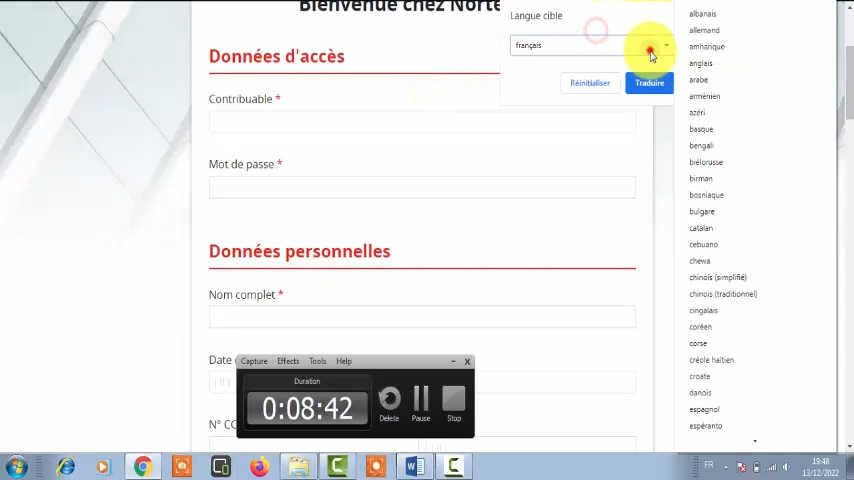 Bienvenue chez Norte
Langue cible
français
Réinitialiser
Traduire
Données d'accès
Contribuable *
Mot de passe *
Données personnelles
Nom complet *
Date
N° CC
albanais
allemand
amharique
anglais
arabe
arménien
azéri
basque
bengali
biélorusse
birman
bosniaque
bulgare
catalan
cebuano
chewa
chinois (simplifié)
chinois (traditionnel)
cingalais
coréen
corse
créole haïtien
croate
danois
espagnol
espéranto
Capture Effects Tools Help
Duration
0:08:42
Delete Pause Stop
FR
19:48
13/12/2022